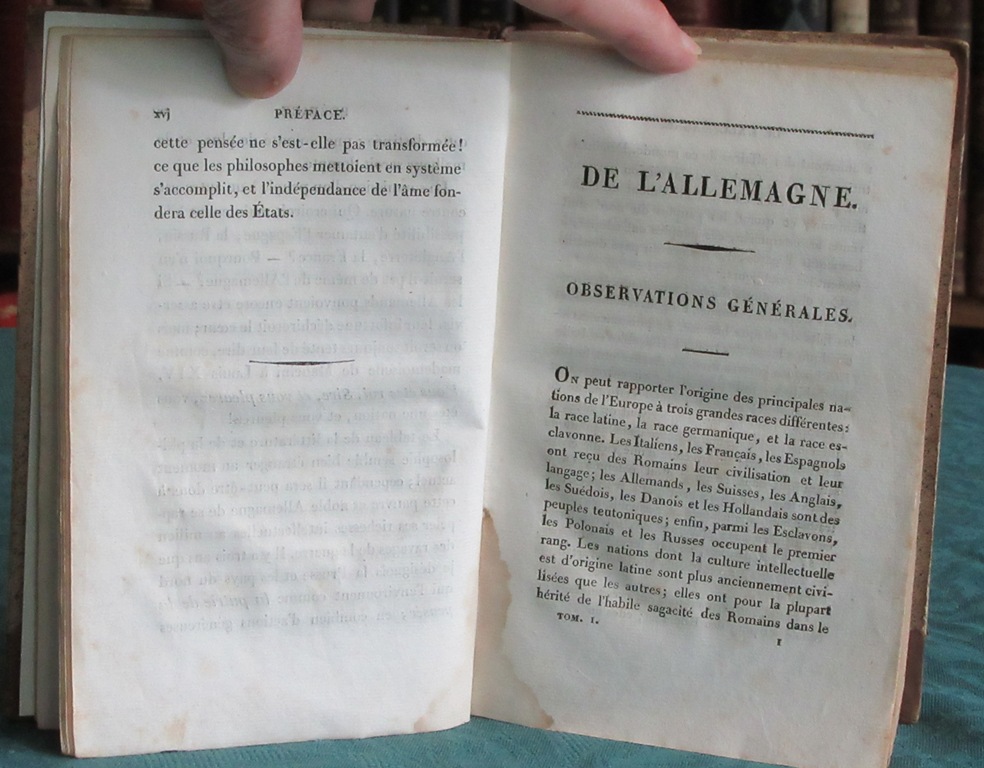 xvj PRÉFACE.
cette pensée ne s'est-elle pas transformée!
ce que les philosophes mettoient en système
s'accomplit, et l'indépendance de l'âme fon-
dera celle des États.
DE L'ALLEMAGNE.
OBSERVATIONS GÉNÉRALES.
ON peut rapporter l'origine des principales na-
tions de l'Europe à trois grandes races différentes:
la race latine, la race germanique, et la race es-
clavonne. Les Italiens, les Français, les Espagnols
ont reçu des Romains leur civilisation et leur
langage; les Allemands, les Suisses, les Anglais,
les Suédois, les Danois et les Hollandais sont des
peuples teutoniques; enfin, parmi les Esclavons,
les Polonais et les Russes occupent le premier
rang. Les nations dont la culture intellectuelle
est d'origine latine sont plus anciennement civi-
lisées que les autres; elles ont pour la plupart
hérité de l'habile sagacité des Romains dans le
TOM. I.
1